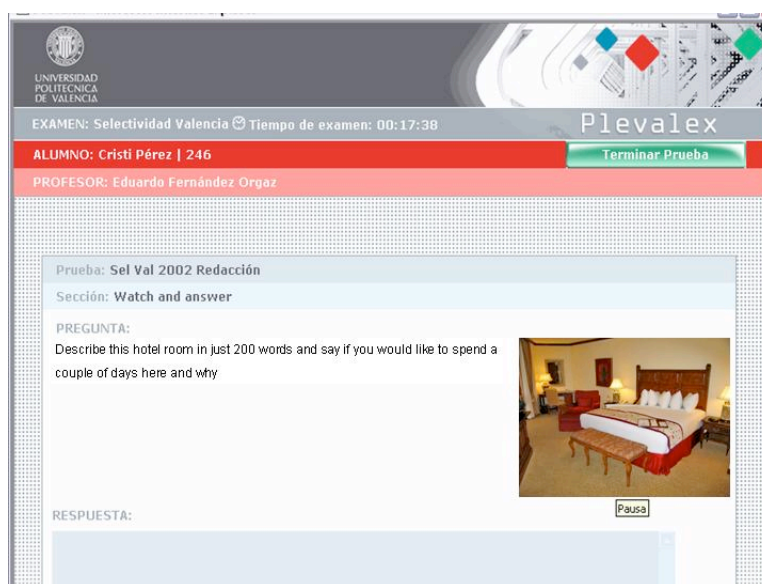 UNIVERSIDAD
POLITECNICA
DE VALENCIA
EXAMEN: Selectividad Valencia Tiempo de examen: 00:17:38
Plevalex
ALUMNO: Cristi Pérez | 246
Terminar Prueba
PROFESOR: Eduardo Fernández Orgaz
Prueba: Sel Val 2002 Redacción
Sección: Watch and answer
PREGUNTA:
Describe this hotel room in just 200 words and say if you would like to spend a
couple of days here and why
Pausa
RESPUESTA: